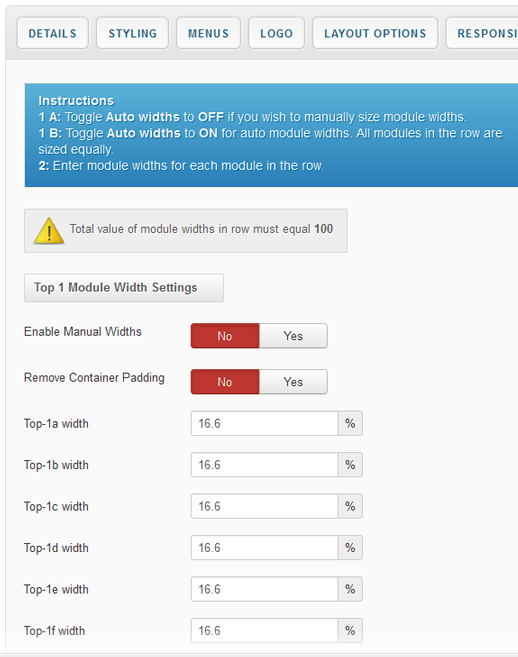 DETAILS STYLING MENUS LOGO LAYOUT OPTIONS RESPONSI
Instructions
1 A: Toggle Auto widths to OFF if you wish to manually size module widths.
1 B: Toggle Auto widths to ON for auto module widths. All modules in the row are
sized equally.
2: Enter module widths for each module in the row.
Total value of module widths in row must equal 100
Top 1 Module Width Settings
Enable Manual Widths No Yes
Remove Container Padding No Yes
Top-1a width 16.6 %
Top-1b width 16.6 %
Top-1c width 16.6 %
Top-1d width 16.6 %
Top-1e width 16.6 %
Top-1f width 16.6 %